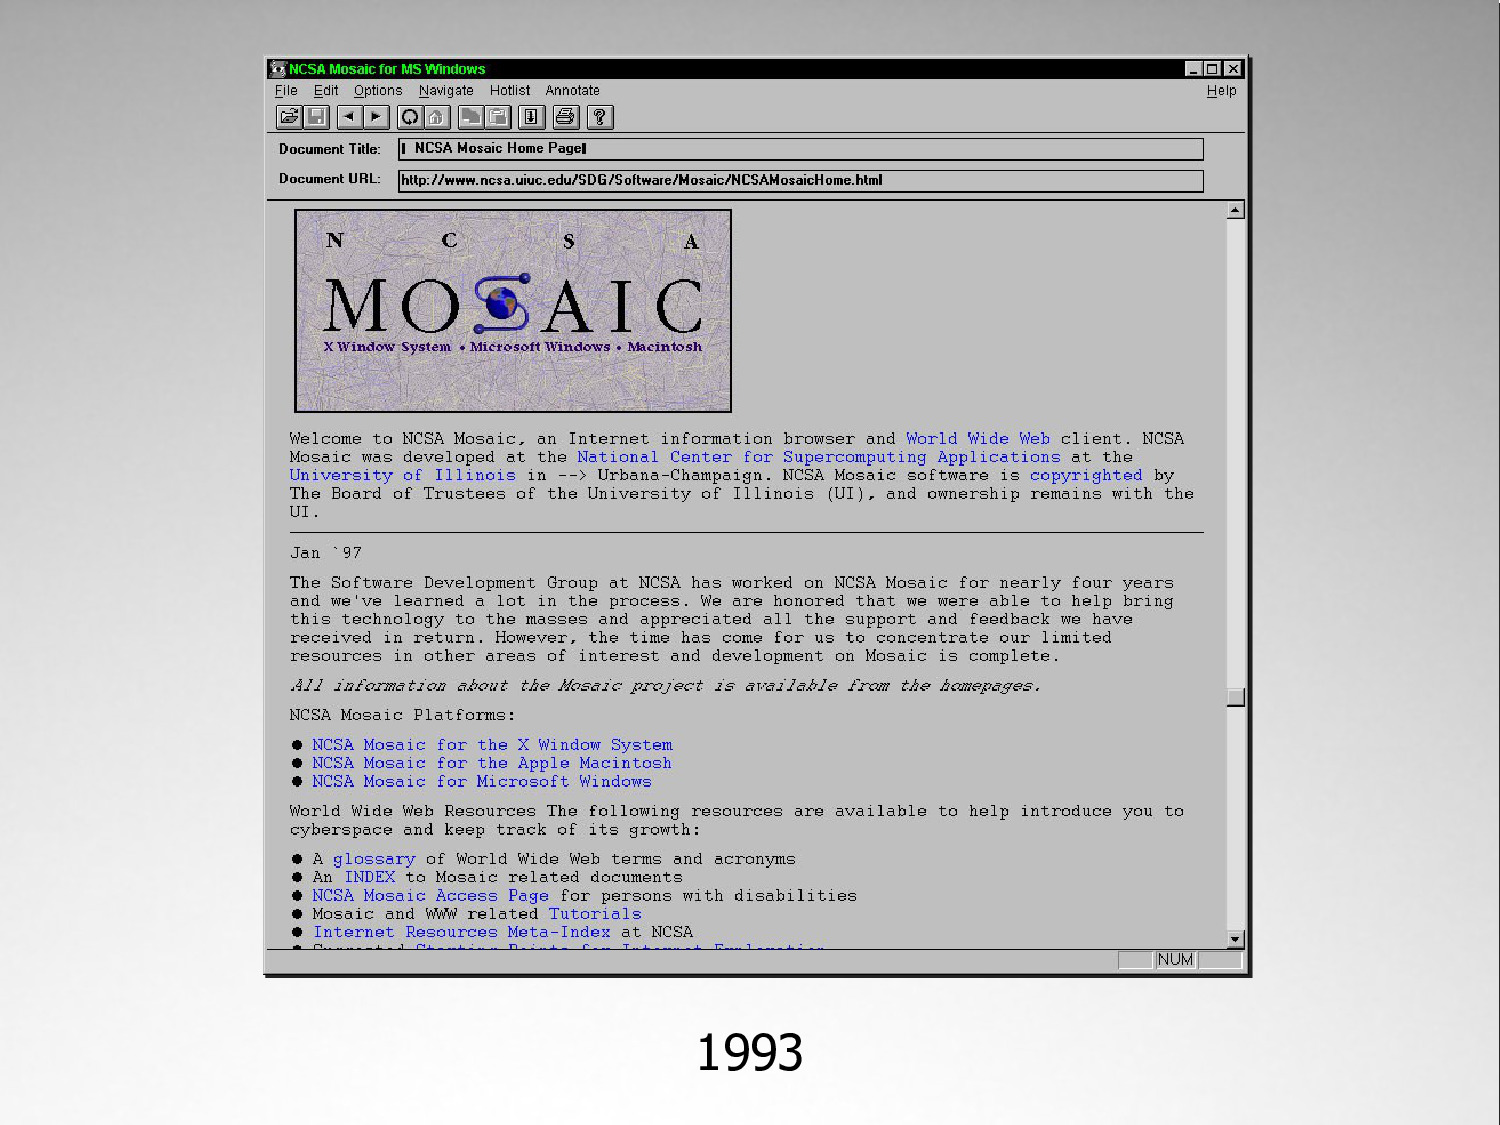 NCSA Mosaic for MS Windows
File Edit Options Navigate Hotlist Annotate Help
Document Title: NCSA Mosaic Home Page
Document URL: http://www.ncsa.uiuc.edu/SDG/Software/Mosaic/NCSAMosaicHome.html
N C S A
MOSAIC
X Window System • Microsoft Windows • Macintosh
Welcome to NCSA Mosaic, an Internet information browser and World Wide Web client. NCSA
Mosaic was developed at the National Center for Supercomputing Applications at the
University of Illinois in --> Urbana-Champaign. NCSA Mosaic software is copyrighted by
The Board of Trustees of the University of Illinois (UI), and ownership remains with the
UI.
Jan `97
The Software Development Group at NCSA has worked on NCSA Mosaic for nearly four years
and we've learned a lot in the process. We are honored that we were able to help bring
this technology to the masses and appreciated all the support and feedback we have
received in return. However, the time has come for us to concentrate our limited
resources in other areas of interest and development on Mosaic is complete.
All information about the Mosaic project is available from the homepages.
NCSA Mosaic Platforms:
● NCSA Mosaic for the X Window System
● NCSA Mosaic for the Apple Macintosh
● NCSA Mosaic for Microsoft Windows
World Wide Web Resources The following resources are available to help introduce you to
cyberspace and keep track of its growth:
● A glossary of World Wide Web terms and acronyms
● An INDEX to Mosaic related documents
● NCSA Mosaic Access Page for persons with disabilities
● Mosaic and WWW related Tutorials
● Internet Resources Meta-Index at NCSA
● Suggested Starting Points for Internet Exploration
NUM
1993